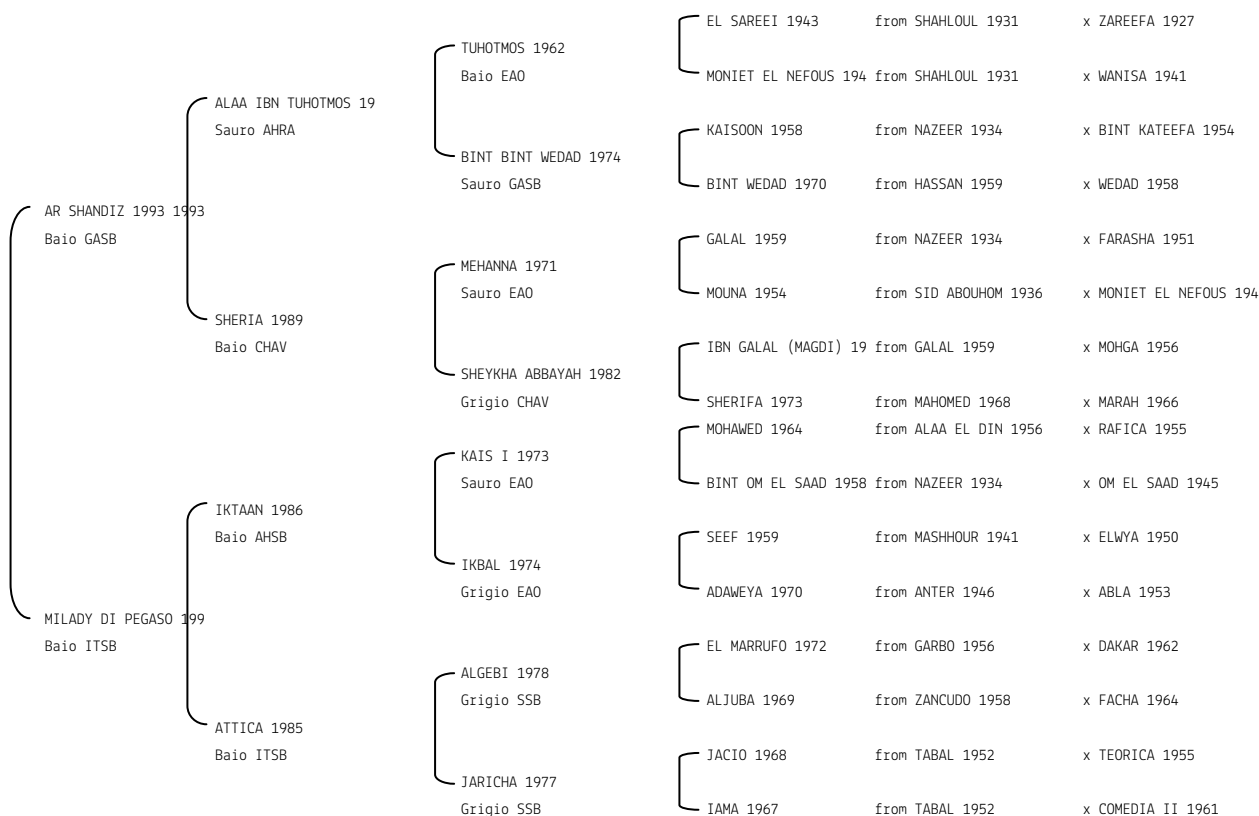 EL SAREEI 1943 from SHAHLOUL 1931 x ZAREEFA 1927
TUHOTMOS 1962
Baio EAO
MONIET EL NEFOUS 194 from SHAHLOUL 1931 x WANISA 1941
ALAA IBN TUHOTMOS 19
Sauro AHRA
KAISOON 1958 from NAZEER 1934 x BINT KATEEFA 1954
BINT BINT WEDAD 1974
Sauro GASB
BINT WEDAD 1970 from HASSAN 1959 x WEDAD 1958
AR SHANDIZ 1993 1993
Baio GASB
GALAL 1959 from NAZEER 1934 x FARASHA 1951
MEHANNA 1971
Sauro EAO
MOUNA 1954 from SID ABOUHOM 1936 x MONIET EL NEFOUS 194
SHERIA 1989
Baio CHAV
IBN GALAL (MAGDI) 19 from GALAL 1959 x MOHGA 1956
SHEYKHA ABBAYAH 1982
Grigio CHAV
SHERIFA 1973 from MAHOMED 1968 x MARAH 1966
MOHAWED 1964 from ALAA EL DIN 1956 x RAFICA 1955
KAIS I 1973
Sauro EAO
BINT OM EL SAAD 1958 from NAZEER 1934 x OM EL SAAD 1945
IKTAAN 1986
Baio AHSB
SEEF 1959 from MASHHOUR 1941 x ELWYA 1950
IKBAL 1974
Grigio EAO
ADAWEYA 1970 from ANTER 1946 x ABLA 1953
MILADY DI PEGASO 199
Baio ITSB
EL MARRUFO 1972 from GARBO 1956 x DAKAR 1962
ALGEBI 1978
Grigio SSB
ALJUBA 1969 from ZANCUDO 1958 x FACHA 1964
ATTICA 1985
Baio ITSB
JACIO 1968 from TABAL 1952 x TEORICA 1955
JARICHA 1977
Grigio SSB
IAMA 1967 from TABAL 1952 x COMEDIA II 1961